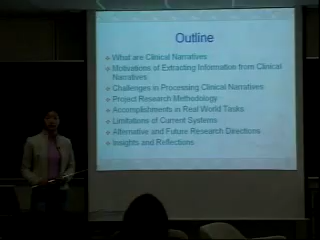 Outline
What are Clinical Narratives
Motivations of Extracting Information from Clinical
Narratives
Challenges in Processing Clinical Narratives
Project Research Methodology
Accomplishments in Real World Tasks
Limitations of Current Systems
Alternative and Future Research Directions
Insights and Reflections